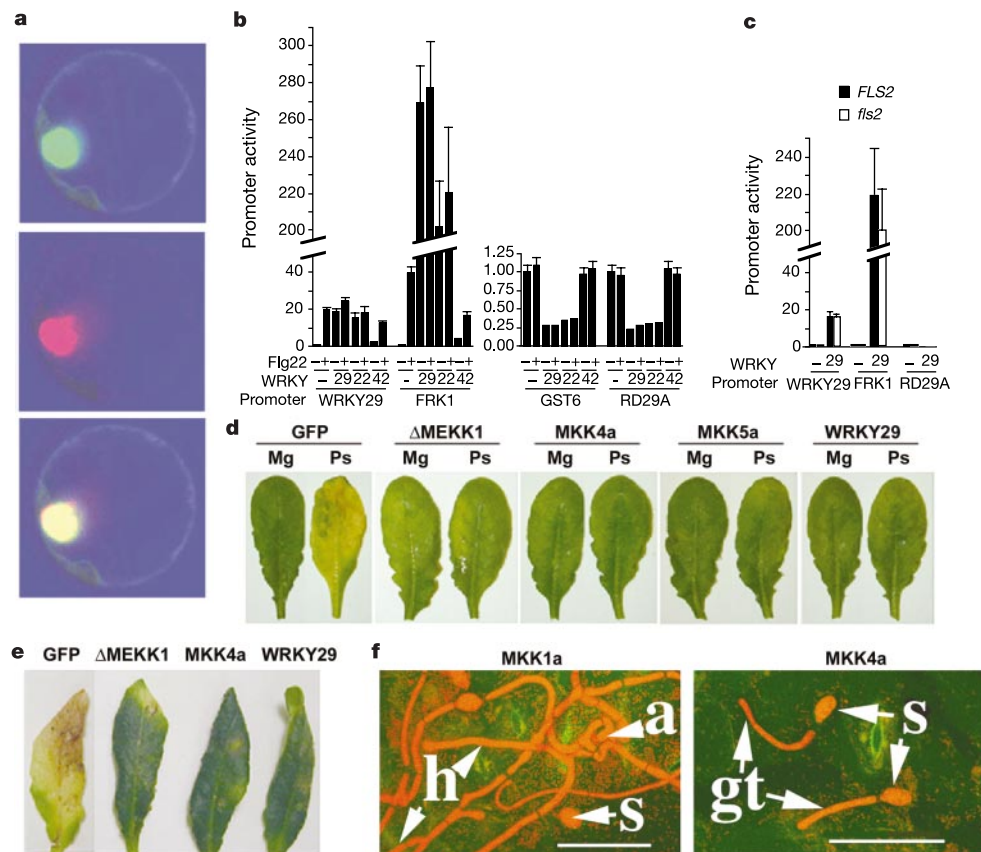 a
b
Promoter activity
300
280
260
240
220
200
40
20
0
1.25
1.00
0.75
0.50
0.25
0
Flg22 –+–+–+–+ –+–+–+–+ –+–+–+–+ –+–+–+–+
WRKY - 29 22 42 - 29 22 42 - 29 22 42 - 29 22 42
Promoter WRKY29 FRK1 GST6 RD29A
c
FLS2
fls2
Promoter activity
240
220
200
40
20
0
WRKY – 29 – 29 – 29
Promoter WRKY29 FRK1 RD29A
d
GFP ΔMEKK1 MKK4a MKK5a WRKY29
Mg Ps Mg Ps Mg Ps Mg Ps Mg Ps
e
GFP ΔMEKK1 MKK4a WRKY29
f
MKK1a MKK4a
h
a
s
s
gt